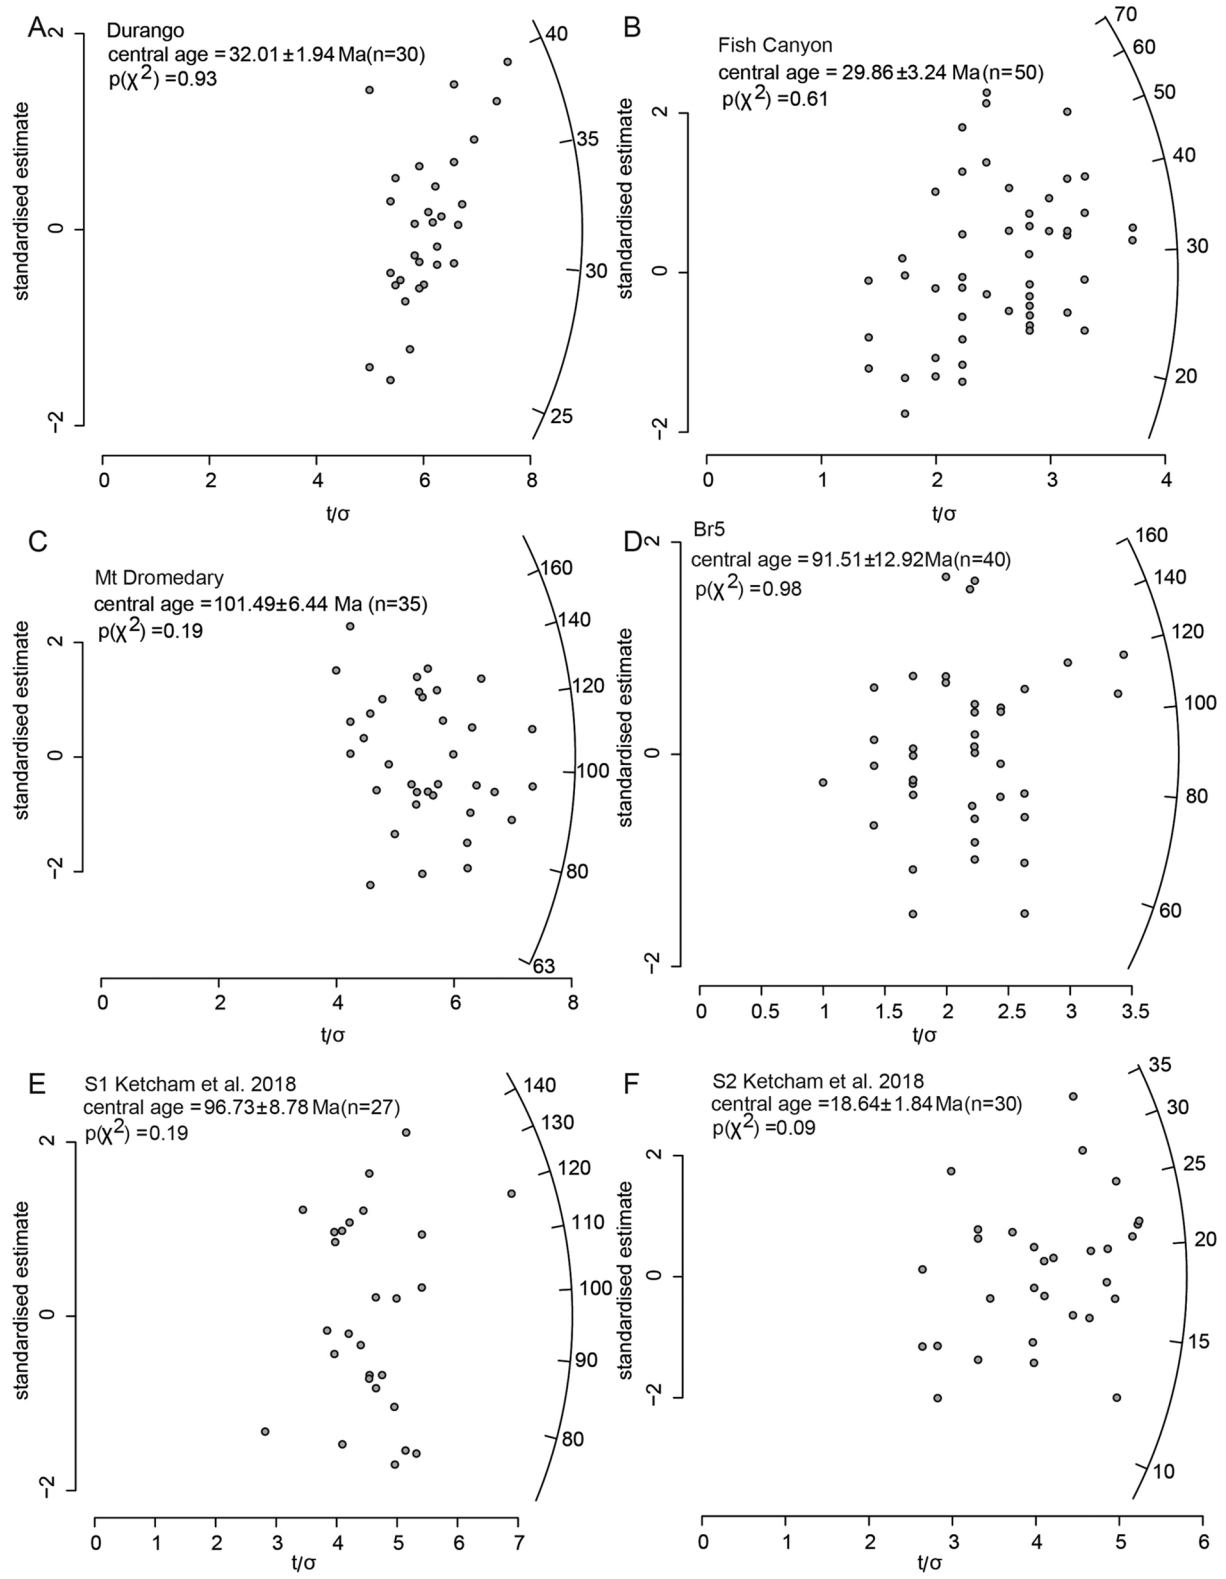 A
Durango
central age = 32.01 ± 1.94 Ma(n=30)
p(χ2) =0.93
standardised estimate
2
0
−2
0 2 4 6 8
t/σ
40
35
30
25
B
Fish Canyon
central age = 29.86 ±3.24 Ma(n=50)
p(χ2) =0.61
standardised estimate
2
0
−2
0 1 2 3 4
t/σ
70
60
50
40
30
20
C
Mt Dromedary
central age =101.49±6.44 Ma (n=35)
p(χ2) =0.19
standardised estimate
2
0
−2
0 2 4 6 8
t/σ
160
140
120
100
80
63
D
Br5
central age =91.51±12.92Ma(n=40)
p(χ2) =0.98
standardised estimate
2
0
−2
0 0.5 1 1.5 2 2.5 3 3.5
t/σ
160
140
120
100
80
60
E
S1 Ketcham et al. 2018
central age =96.73±8.78 Ma(n=27)
p(χ2) =0.19
standardised estimate
2
0
−2
0 1 2 3 4 5 6 7
t/σ
140
130
120
110
100
90
80
F
S2 Ketcham et al. 2018
central age =18.64±1.84Ma(n=30)
p(χ2) =0.09
standardised estimate
2
0
−2
0 1 2 3 4 5 6
t/σ
35
30
25
20
15
10